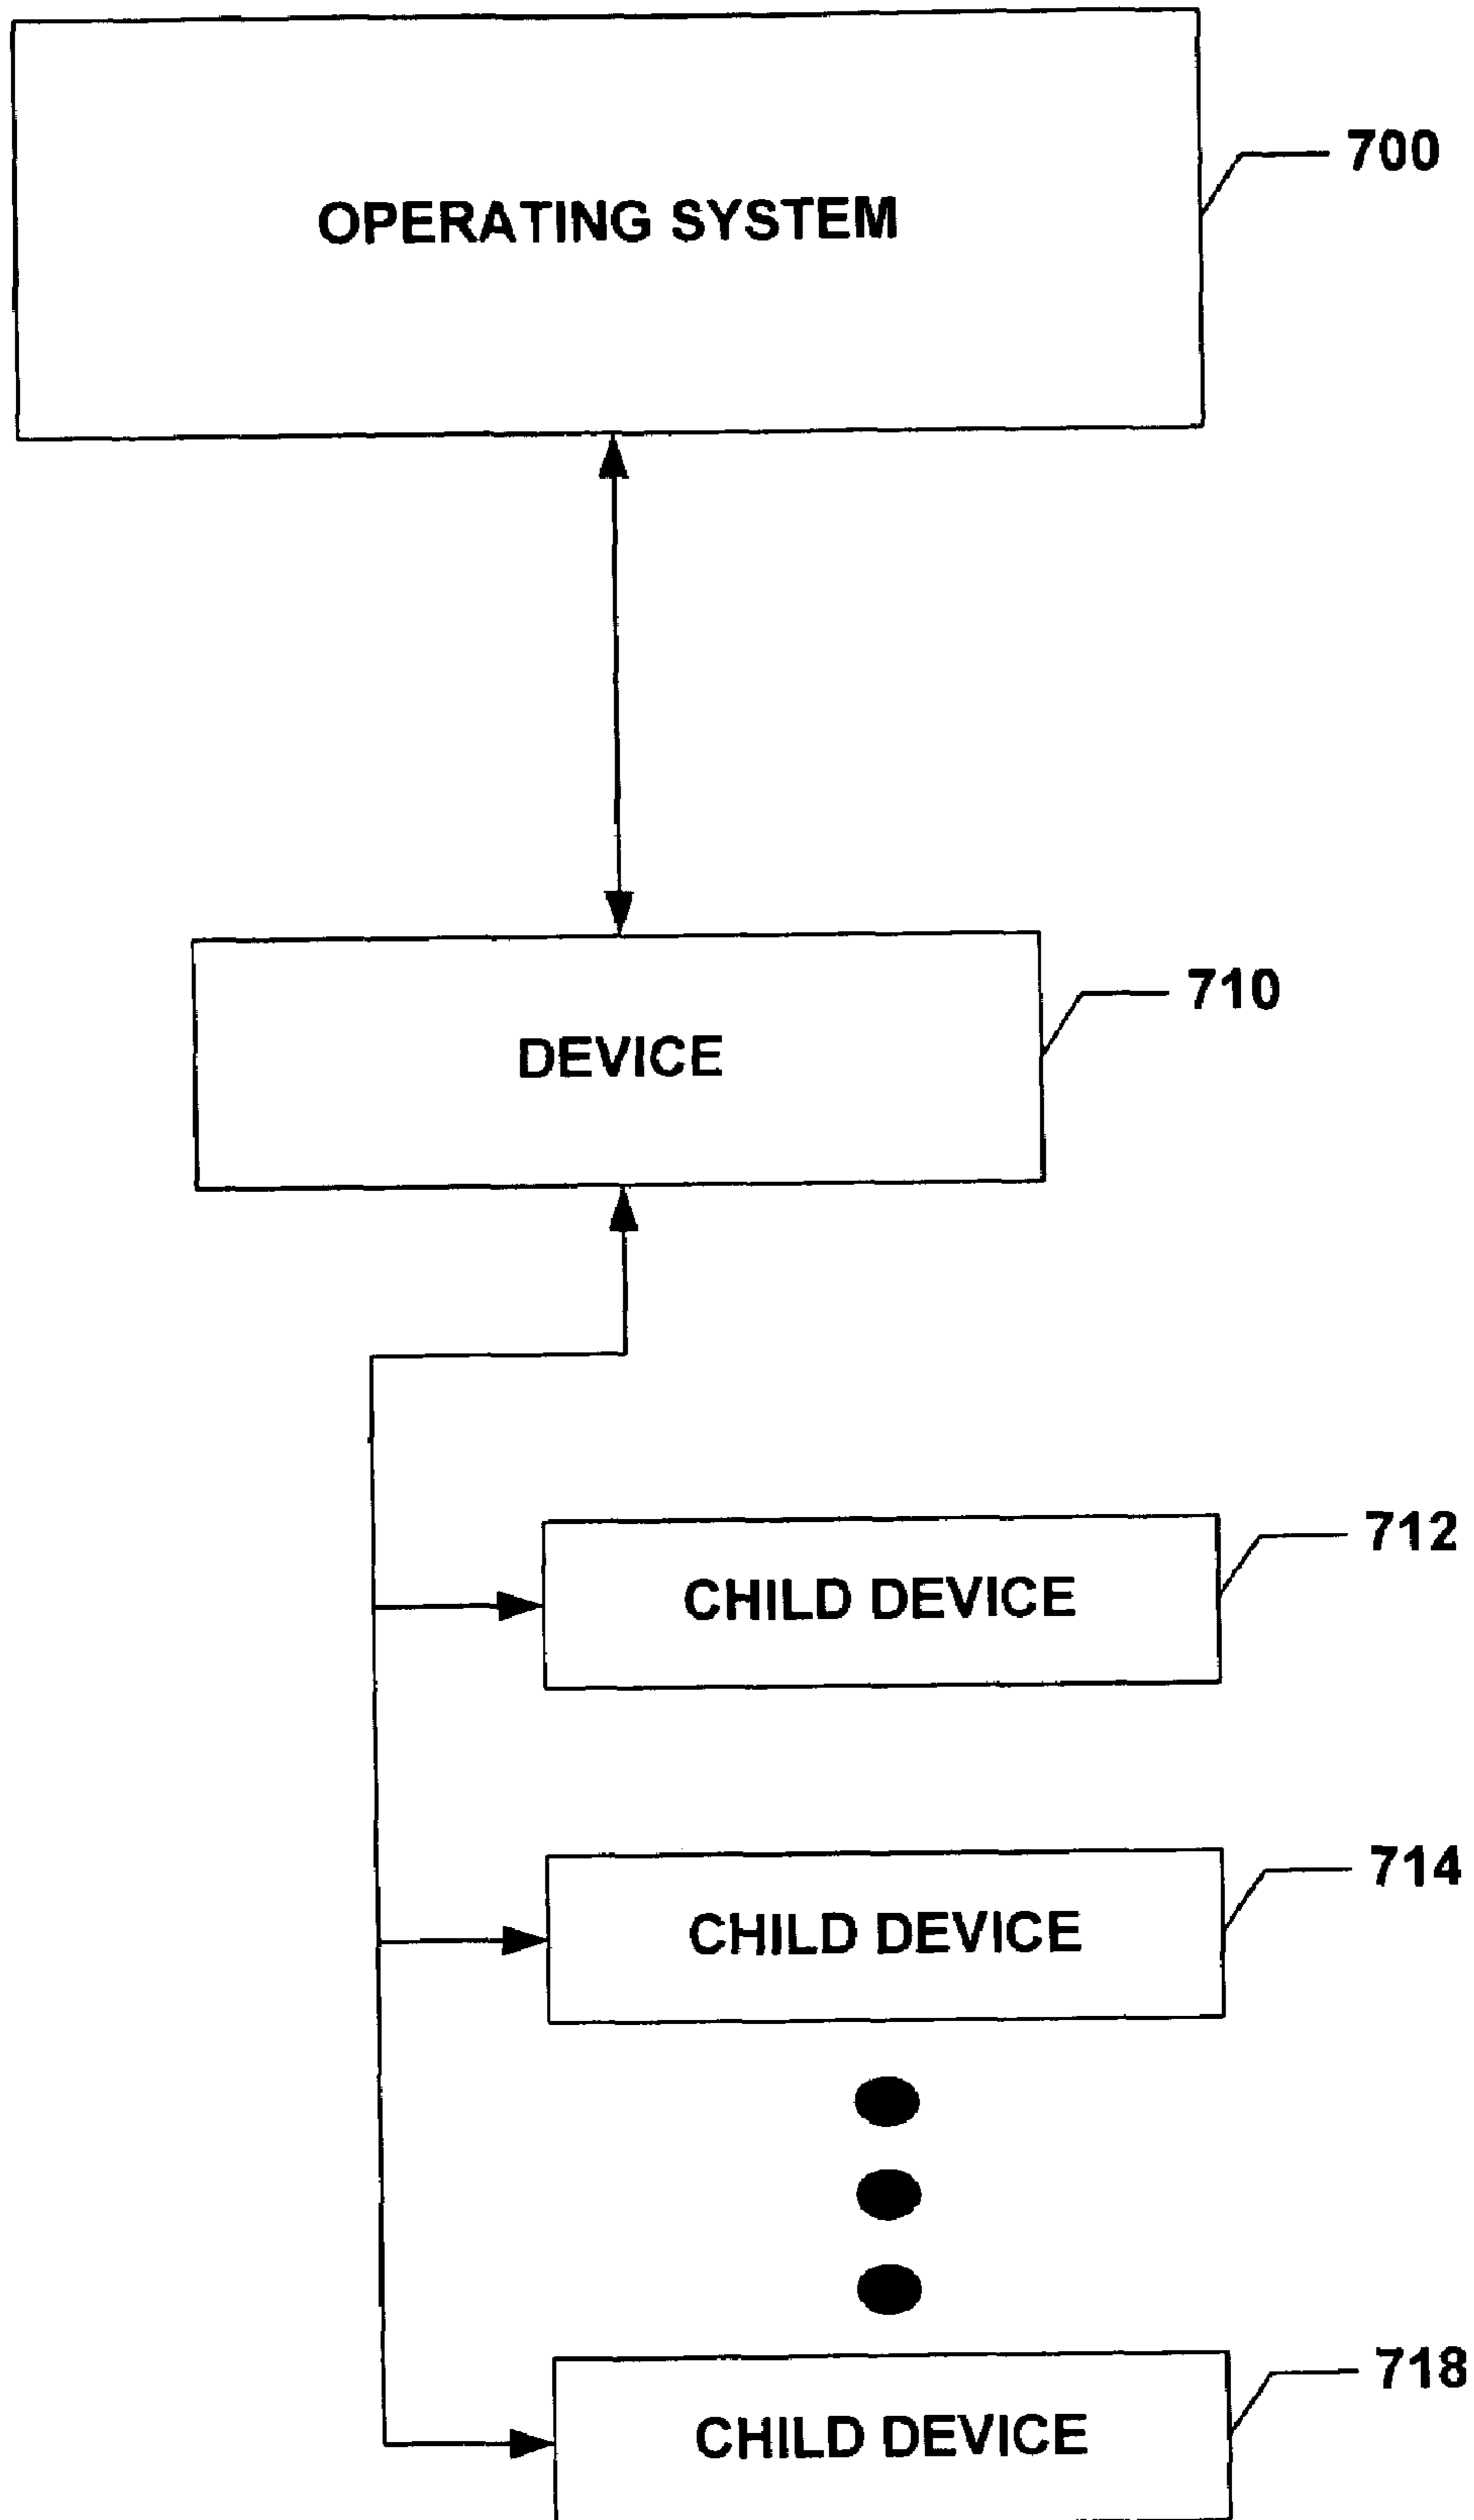 700
OPERATING SYSTEM
710
DEVICE
712
CHILD DEVICE
714
CHILD DEVICE
718
CHILD DEVICE